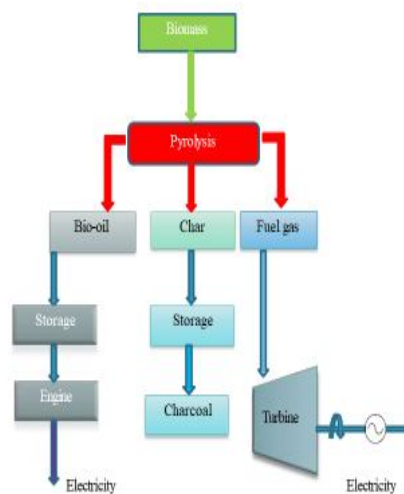 Biomass
Pyrolysis
Bio-oil
Char
Fuel gas
Storage
Storage
Engine
Charcoal
Turbine
Electricity
Electricity